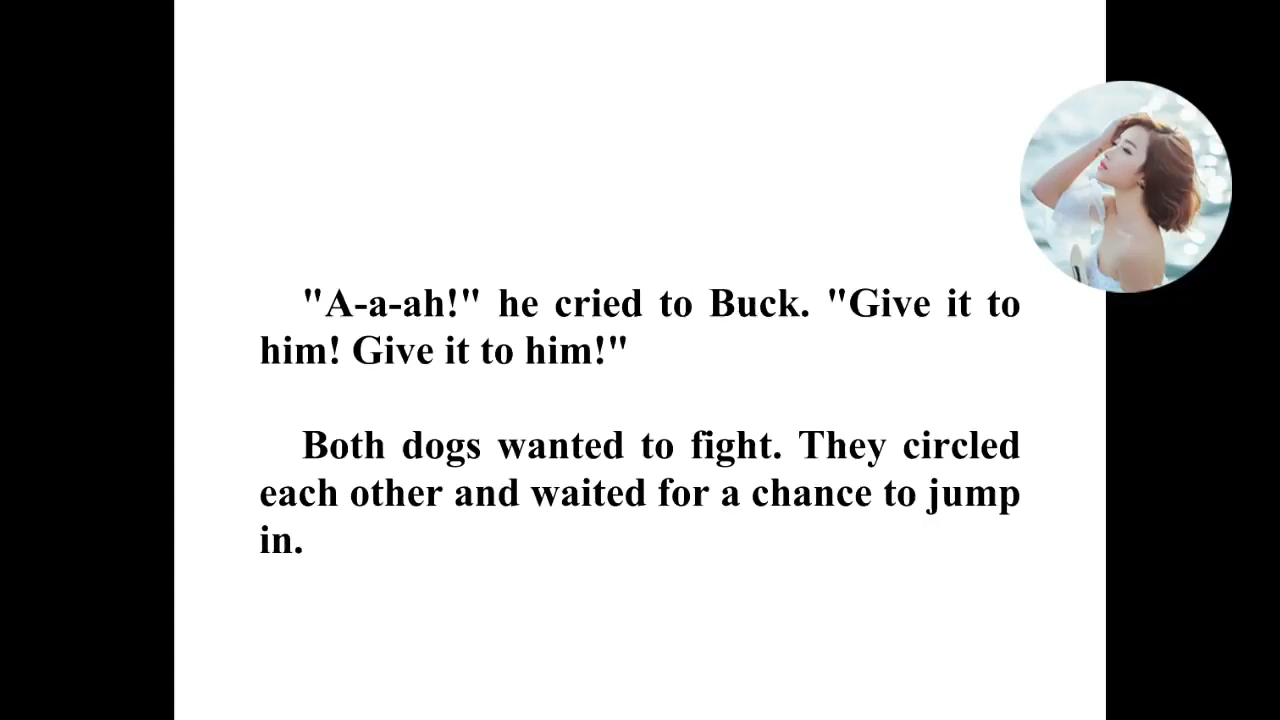 "A-a-ah!" he cried to Buck. "Give it to
him! Give it to him!"
Both dogs wanted to fight. They circled
each other and waited for a chance to jump
in.